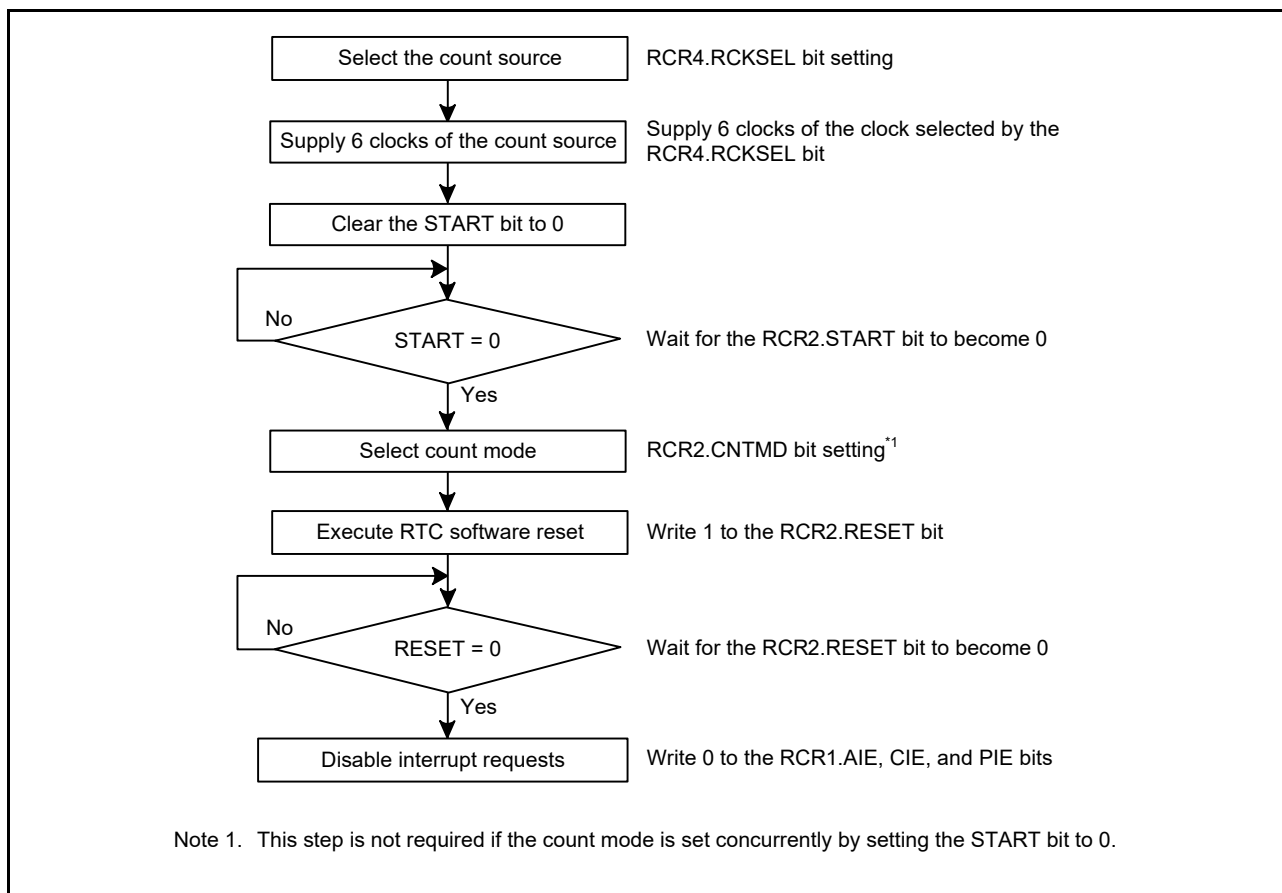 Select the count source
RCR4.RCKSEL bit setting
Supply 6 clocks of the count source
Supply 6 clocks of the clock selected by the
RCR4.RCKSEL bit
Clear the START bit to 0
No
START = 0
Wait for the RCR2.START bit to become 0
Yes
Select count mode
RCR2.CNTMD bit setting*1
Execute RTC software reset
Write 1 to the RCR2.RESET bit
No
RESET = 0
Wait for the RCR2.RESET bit to become 0
Yes
Disable interrupt requests
Write 0 to the RCR1.AIE, CIE, and PIE bits
Note 1. This step is not required if the count mode is set concurrently by setting the START bit to 0.